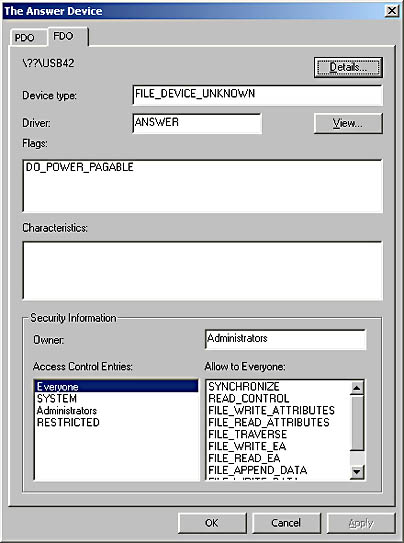 The Answer Device
PDO
FDO
\??\USB42
Details...
Device type:
FILE_DEVICE_UNKNOWN
Driver:
ANSWER
View...
Flags:
DO_POWER_PAGABLE
Characteristics:
Security Information
Owner:
Administrators
Access Control Entries:
Allow to Everyone:
Everyone
SYSTEM
Administrators
RESTRICTED
SYNCHRONIZE
READ_CONTROL
FILE_WRITE_ATTRIBUTES
FILE_READ_ATTRIBUTES
FILE_TRAVERSE
FILE_WRITE_EA
FILE_READ_EA
FILE_APPEND_DATA
FILE_WRITE_DATA
OK
Cancel
Apply